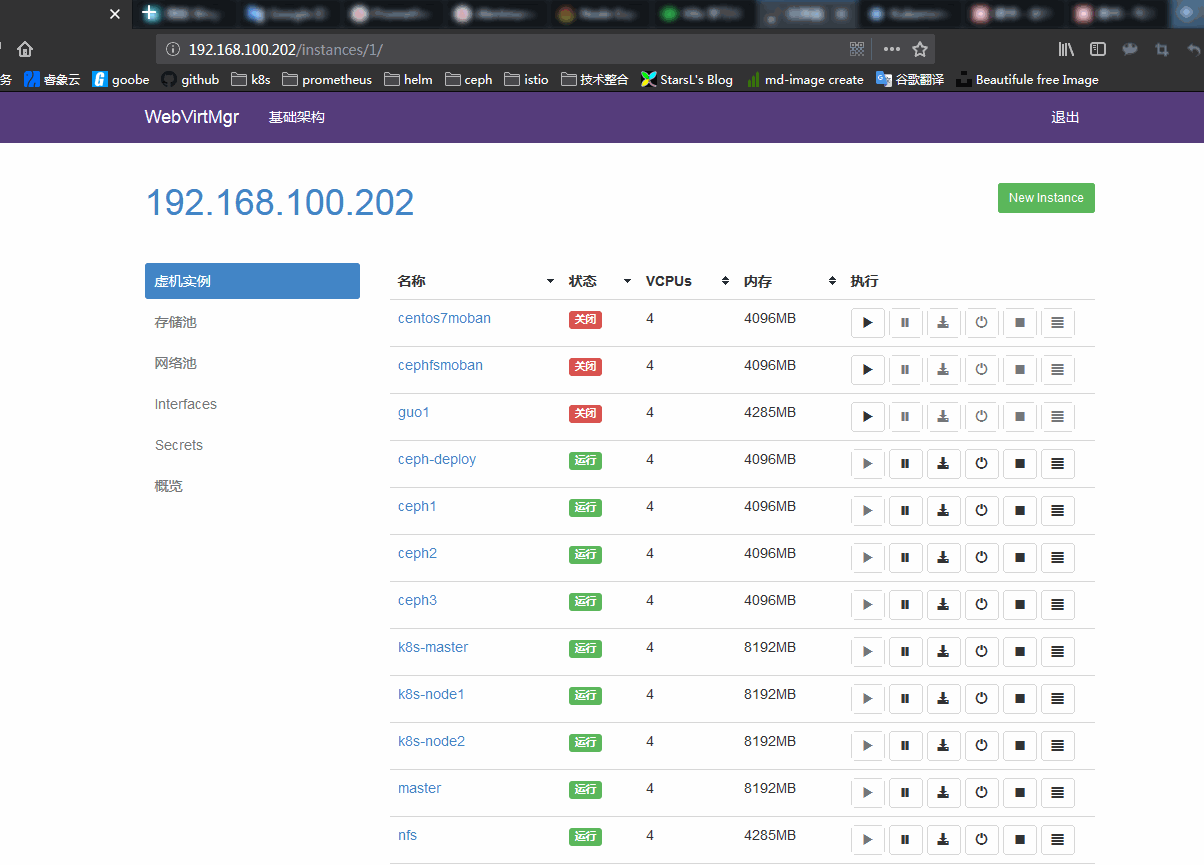 192.168.100.202/instances/1/
务 睿象云 goobe github k8s prometheus helm ceph istio 技术整合 StarsL's Blog md-image create 谷歌翻译 Beautifule free Image
WebVirtMgr 基础架构 退出
192.168.100.202 New Instance
虚机实例
存储池
网络池
Interfaces
Secrets
概览
名称 状态 VCPUs 内存 执行
centos7moban 关闭 4 4096MB
cephfsmoban 关闭 4 4096MB
guo1 关闭 4 4285MB
ceph-deploy 运行 4 4096MB
ceph1 运行 4 4096MB
ceph2 运行 4 4096MB
ceph3 运行 4 4096MB
k8s-master 运行 4 8192MB
k8s-node1 运行 4 8192MB
k8s-node2 运行 4 8192MB
master 运行 4 8192MB
nfs 运行 4 4285MB